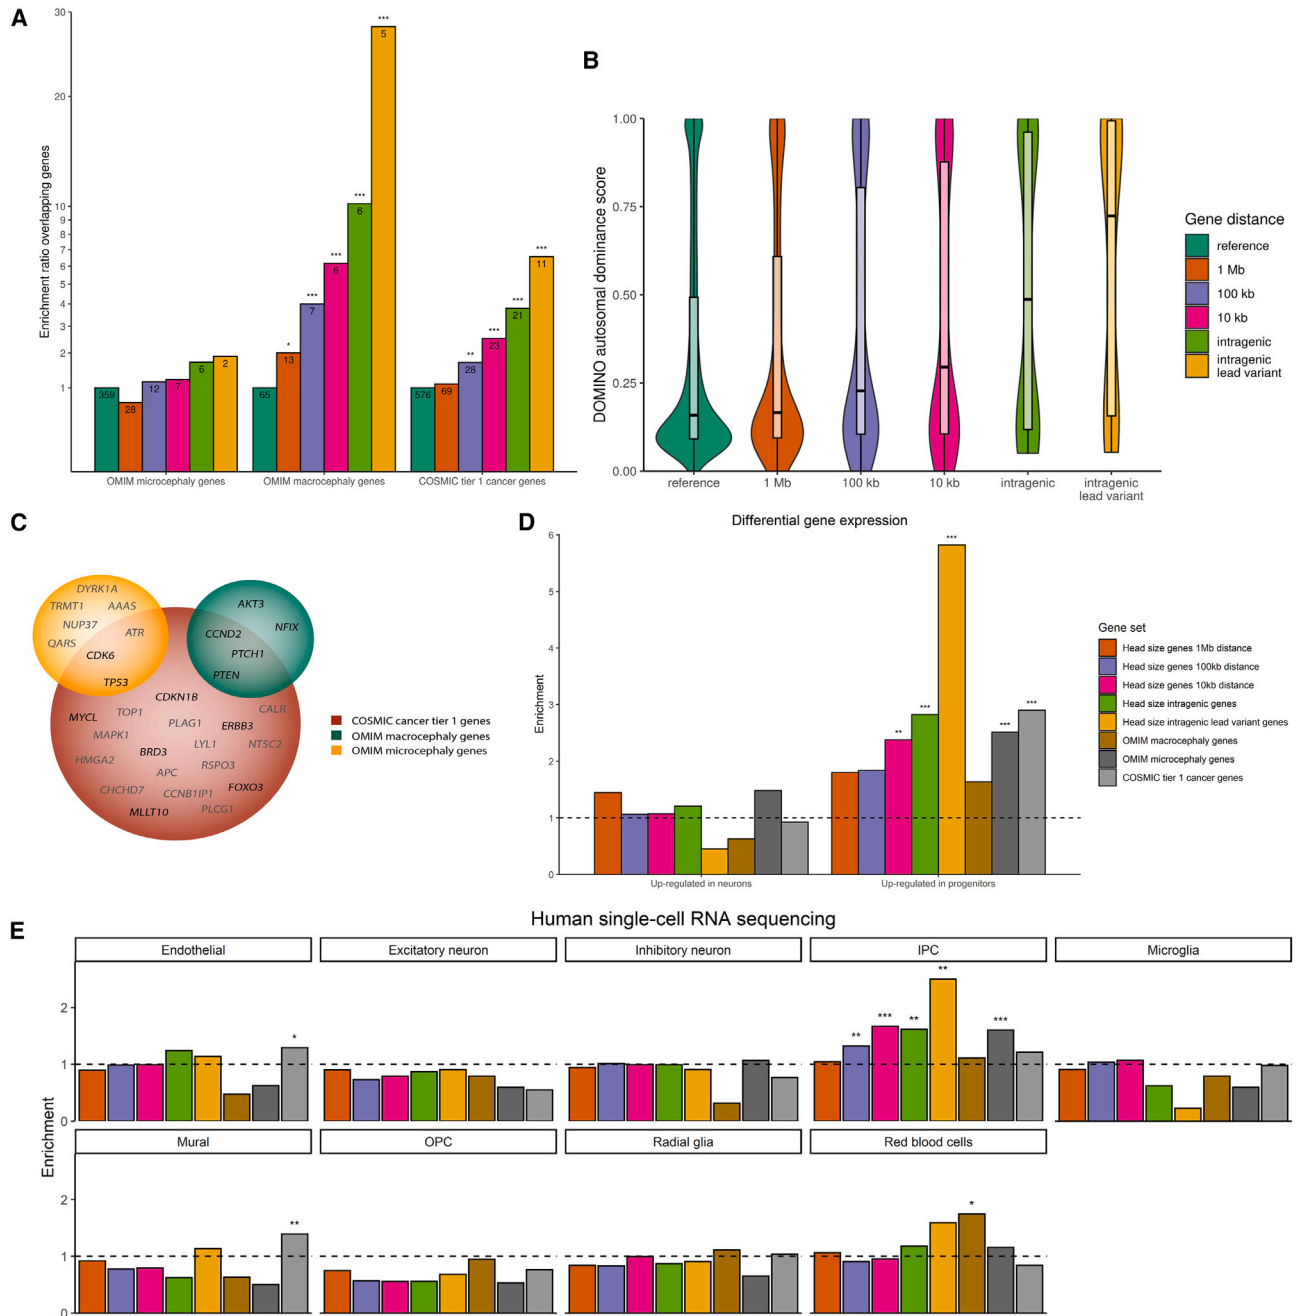 A
Enrichment ratio overlapping genes
30
20
10
9
8
7
6
5
4
3
2
1
359
28
12
7
6
2
65
*
13
***
7
***
6
***
6
***
5
576
69
**
28
***
23
***
21
***
11
OMIM microcephaly genes
OMIM macrocephaly genes
COSMIC tier 1 cancer genes
B
DOMINO autosomal dominance score
1.00
0.75
0.50
0.25
0.00
reference
1 Mb
100 kb
10 kb
intragenic
intragenic
lead variant
Gene distance
reference
1 Mb
100 kb
10 kb
intragenic
intragenic
lead variant
C
DYRK1A
TRMT1 AAAS
NUP37
ATR
QARS
CDK6
TP53
AKT3
NFIX
CCND2
PTCH1
PTEN
CDKN1B
CALR
MYCL
TOP1
PLAG1
ERBB3
MAPK1
LYL1
NT5C2
BRD3
HMGA2
RSPO3
APC
CHCHD7
CCNB1IP1
FOXO3
MLLT10
PLCG1
COSMIC cancer tier 1 genes
OMIM macrocephaly genes
OMIM microcephaly genes
D
Differential gene expression
Enrichment
6
5
4
3
2
1
0
**
***
***
***
***
Up-regulated in neurons
Up-regulated in progenitors
Gene set
Head size genes 1Mb distance
Head size genes 100kb distance
Head size genes 10kb distance
Head size intragenic genes
Head size intragenic lead variant genes
OMIM macrocephaly genes
OMIM microcephaly genes
COSMIC tier 1 cancer genes
E
Human single-cell RNA sequencing
Enrichment
Endothelial
Excitatory neuron
Inhibitory neuron
IPC
Microglia
2
1
0
*
**
***
**
**
***
Mural
OPC
Radial glia
Red blood cells
2
1
0
**
*